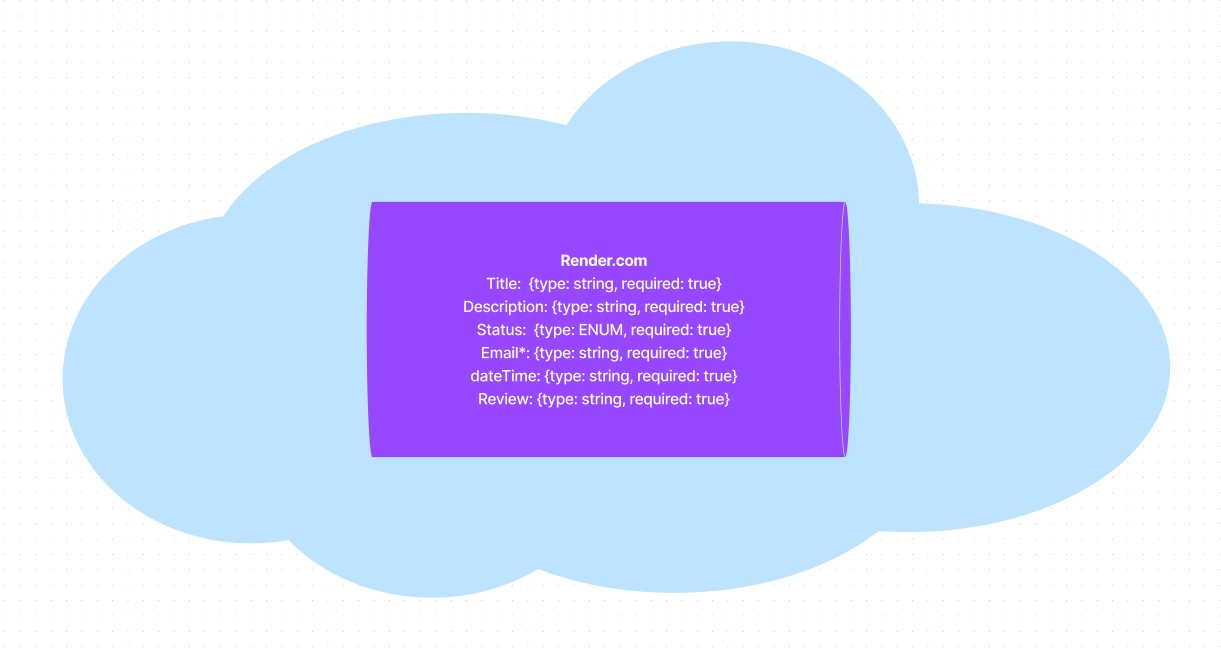 Render.com
Title:  {type: string, required: true}
Description: {type: string, required: true}
Status:  {type: ENUM, required: true}
Email*: {type: string, required: true}
dateTime: {type: string, required: true}
Review: {type: string, required: true}